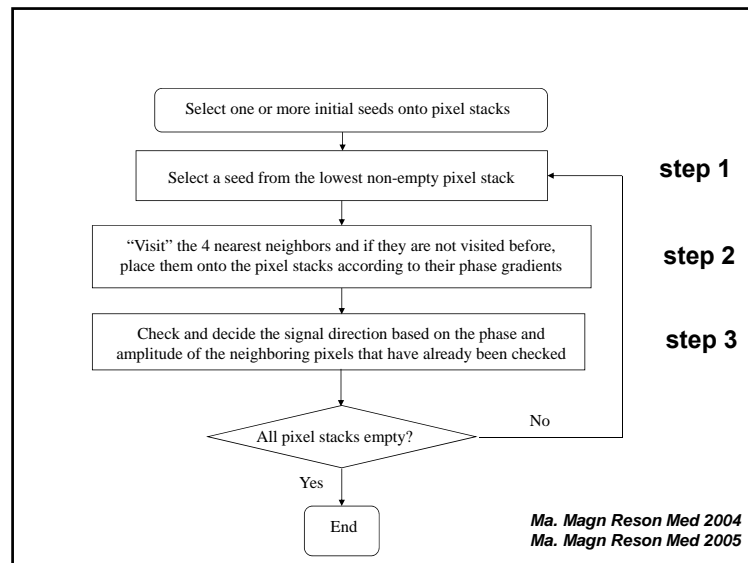 Select one or more initial seeds onto pixel stacks
Select a seed from the lowest non-empty pixel stack
step 1
“Visit” the 4 nearest neighbors and if they are not visited before,
place them onto the pixel stacks according to their phase gradients
step 2
Check and decide the signal direction based on the phase and
amplitude of the neighboring pixels that have already been checked
step 3
All pixel stacks empty?
No
Yes
End
Ma. Magn Reson Med 2004
Ma. Magn Reson Med 2005